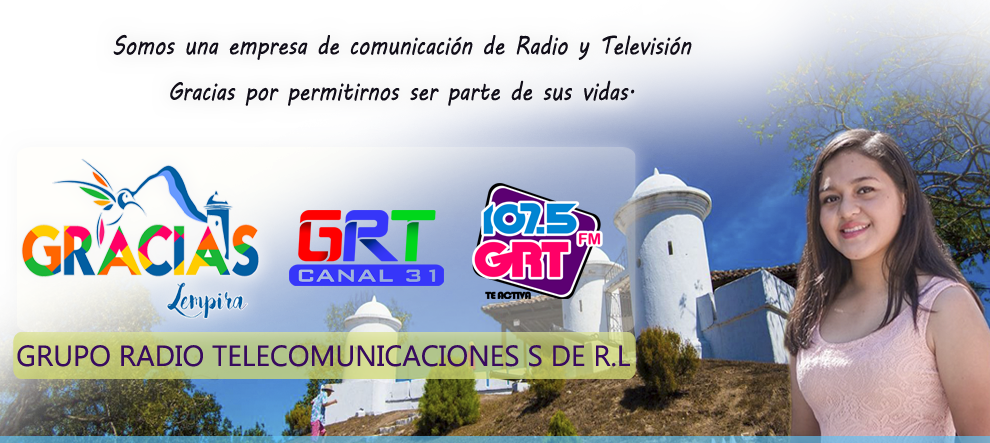 Somos una empresa de comunicación de Radio y Televisión
Gracias por permitirnos ser parte de sus vidas.
GRACIAS
Lempira
GRT
CANAL 31
107.5
GRT FM
TE ACTIVA
GRUPO RADIO TELECOMUNICACIONES S DE R.L